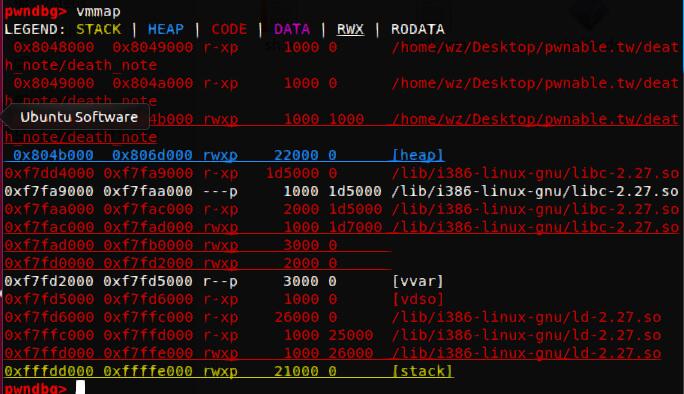 pwndbg> vmmap
LEGEND: STACK | HEAP | CODE | DATA | RWX | RODATA
0x8048000 0x8049000 r-xp 1000 0 /home/wz/Desktop/pwnable.tw/deat
h_note/death_note
0x8049000 0x804a000 r-xp 1000 0 /home/wz/Desktop/pwnable.tw/deat
h_note/death_note
Ubuntu Software
4b000 rwxp 1000 1000 /home/wz/Desktop/pwnable.tw/deat
h_note/death_note
0x804b000 0x806d000 rwxp 22000 0 [heap]
0xf7dd4000 0xf7fa9000 r-xp 1d5000 0 /lib/i386-linux-gnu/libc-2.27.so
0xf7fa9000 0xf7faa000 ---p 1000 1d5000 /lib/i386-linux-gnu/libc-2.27.so
0xf7faa000 0xf7fac000 r-xp 2000 1d5000 /lib/i386-linux-gnu/libc-2.27.so
0xf7fac000 0xf7fad000 rwxp 1000 1d7000 /lib/i386-linux-gnu/libc-2.27.so
0xf7fad000 0xf7fb0000 rwxp 3000 0
0xf7fd0000 0xf7fd2000 rwxp 2000 0
0xf7fd2000 0xf7fd5000 r--p 3000 0 [vvar]
0xf7fd5000 0xf7fd6000 r-xp 1000 0 [vdso]
0xf7fd6000 0xf7ffc000 r-xp 26000 0 /lib/i386-linux-gnu/ld-2.27.so
0xf7ffc000 0xf7ffd000 r-xp 1000 25000 /lib/i386-linux-gnu/ld-2.27.so
0xf7ffd000 0xf7ffe000 rwxp 1000 26000 /lib/i386-linux-gnu/ld-2.27.so
0xfffdd000 0xffffe000 rwxp 21000 0 [stack]
pwndbg>